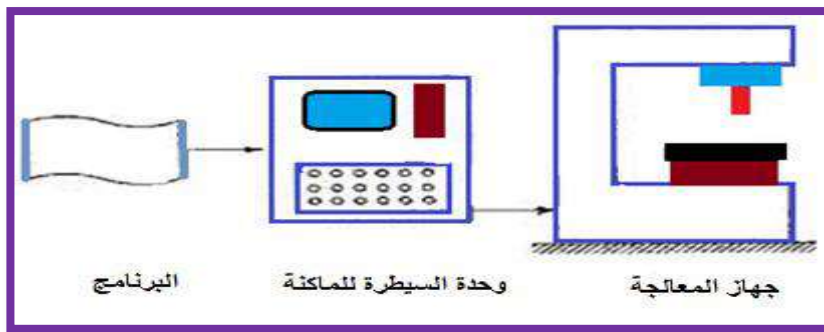 جهاز المعالجة
وحدة السيطرة للماكنة
البرنامج